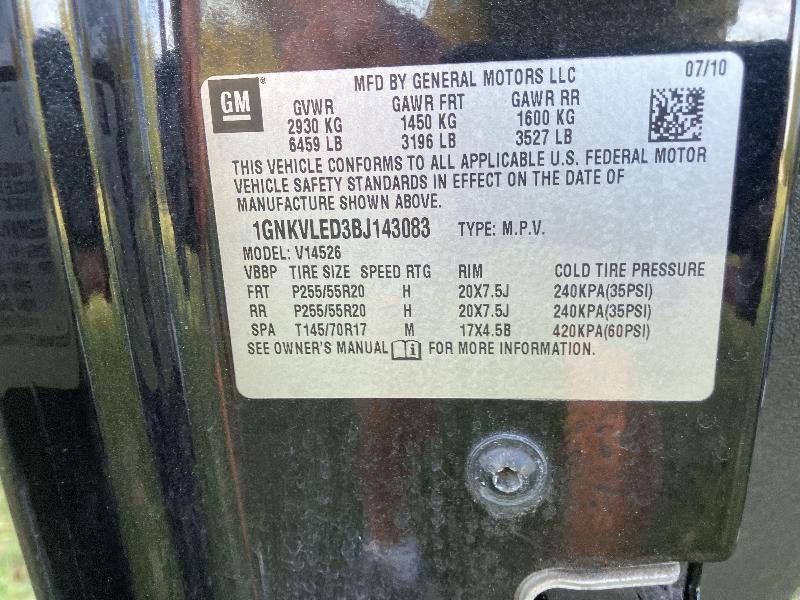 GM® MFD BY GENERAL MOTORS LLC 07/10
GVWR GAWR FRT GAWR RR
2930 KG 1450 KG 1600 KG
6459 LB 3196 LB 3527 LB
THIS VEHICLE CONFORMS TO ALL APPLICABLE U.S. FEDERAL MOTOR
VEHICLE SAFETY STANDARDS IN EFFECT ON THE DATE OF
MANUFACTURE SHOWN ABOVE.
1GNKVLED3BJ143083 TYPE: M.P.V.
MODEL: V14526
VBBP TIRE SIZE SPEED RTG RIM COLD TIRE PRESSURE
FRT P255/55R20 H 20X7.5J 240KPA(35PSI)
RR P255/55R20 H 20X7.5J 240KPA(35PSI)
SPA T145/70R17 M 17X4.5B 420KPA(60PSI)
SEE OWNER'S MANUAL i FOR MORE INFORMATION.